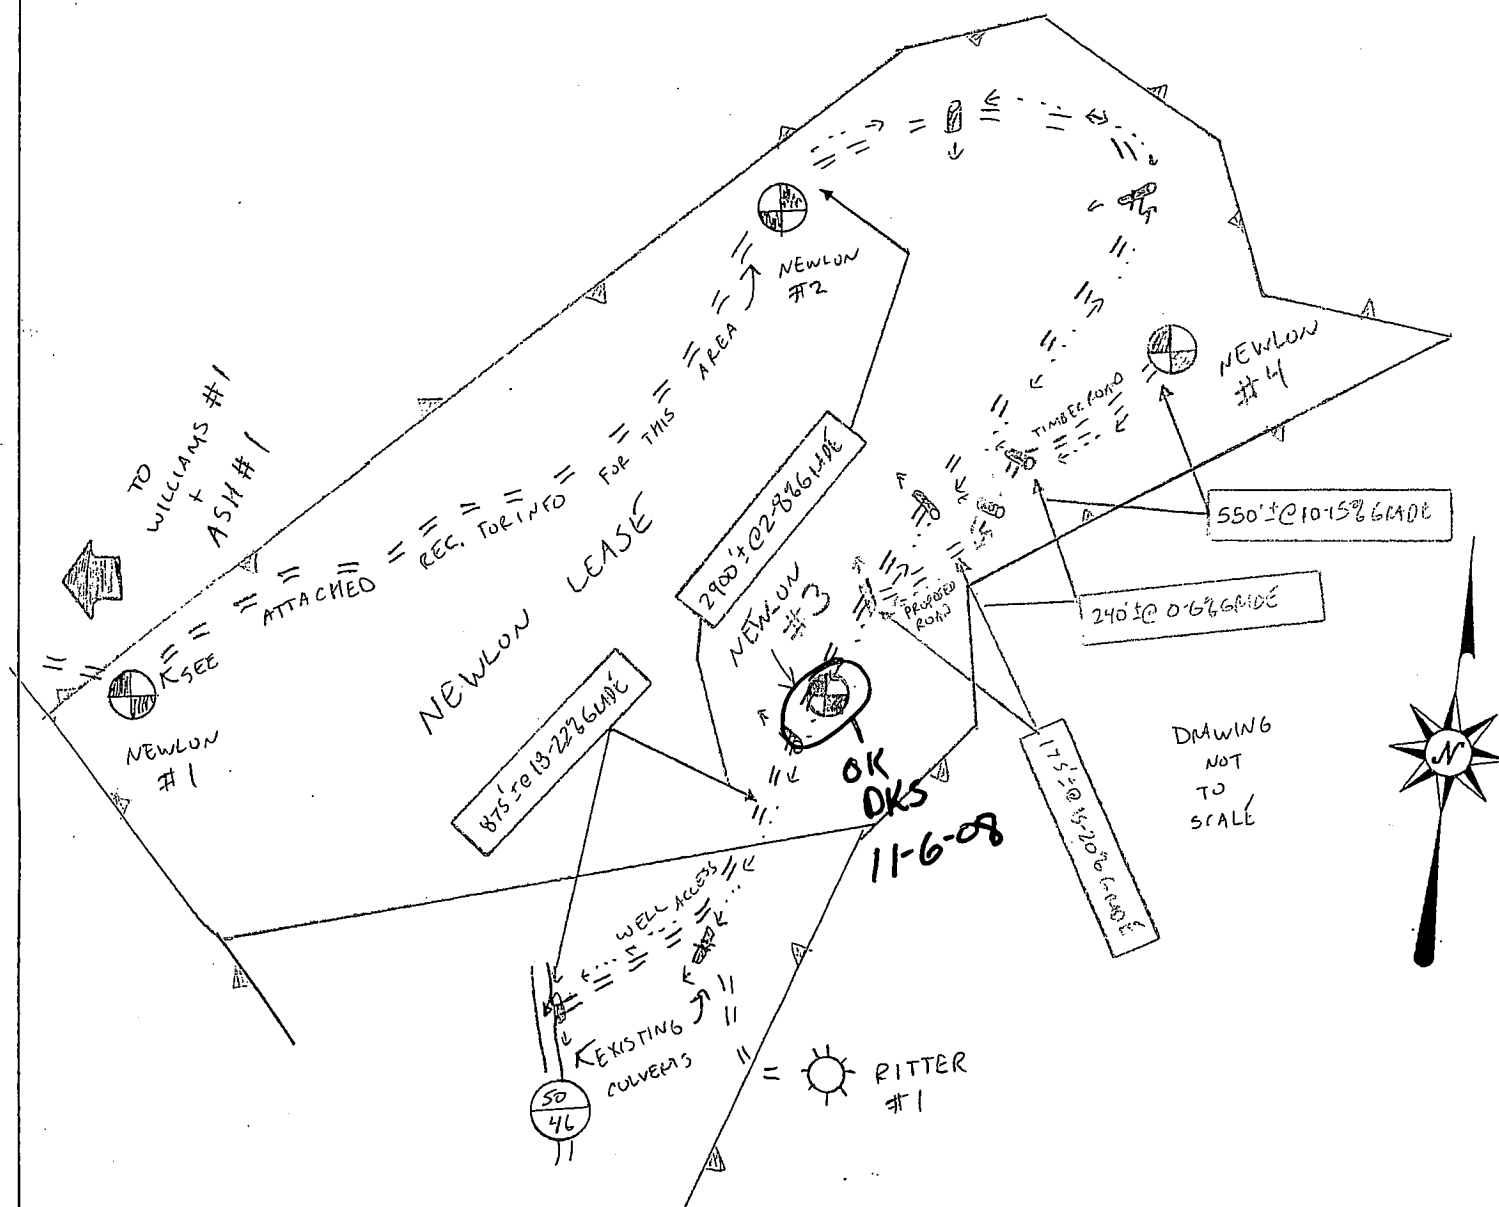 NEWLON
#2
TO
WILLIAMS #1
+
ASH #1
NEWLON
#4
TIMBER ROAD
SEE
ATTACHED
REC. FOR INFO
FOR THIS
AREA
NEWLON LEASE
2900'± @ 2-8% GRADE
550'± @ 10-15% GRADE
240'± @ 0-6% GRADE
PROPOSED
ROAD
NEWLON
#3
NEWLON
#1
875'± @ 13-22% GRADE
175'± @ 15-20% GRADE
OK
DKS
11-6-08
DRAWING
NOT
TO
SCALE
N
WELL ACCESS
EXISTING
CULVERTS
50
46
RITTER
#1